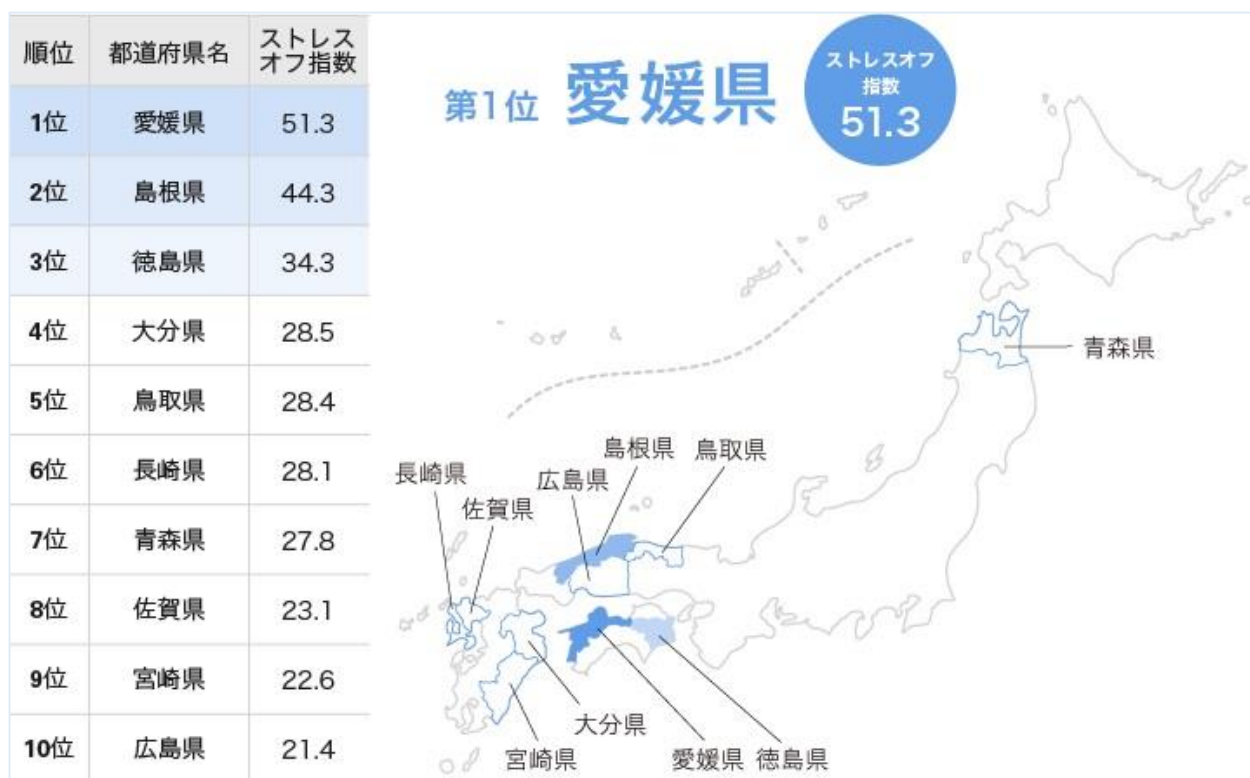 順位 都道府県名 ストレス
オフ指数
1位 愛媛県 51.3
2位 島根県 44.3
3位 徳島県 34.3
4位 大分県 28.5
5位 鳥取県 28.4
6位 長崎県 28.1
7位 青森県 27.8
8位 佐賀県 23.1
9位 宮崎県 22.6
10位 広島県 21.4
第1位 愛媛県
ストレスオフ
指数
51.3
青森県
島根県 鳥取県
長崎県 広島県
佐賀県
大分県
宮崎県 愛媛県 徳島県